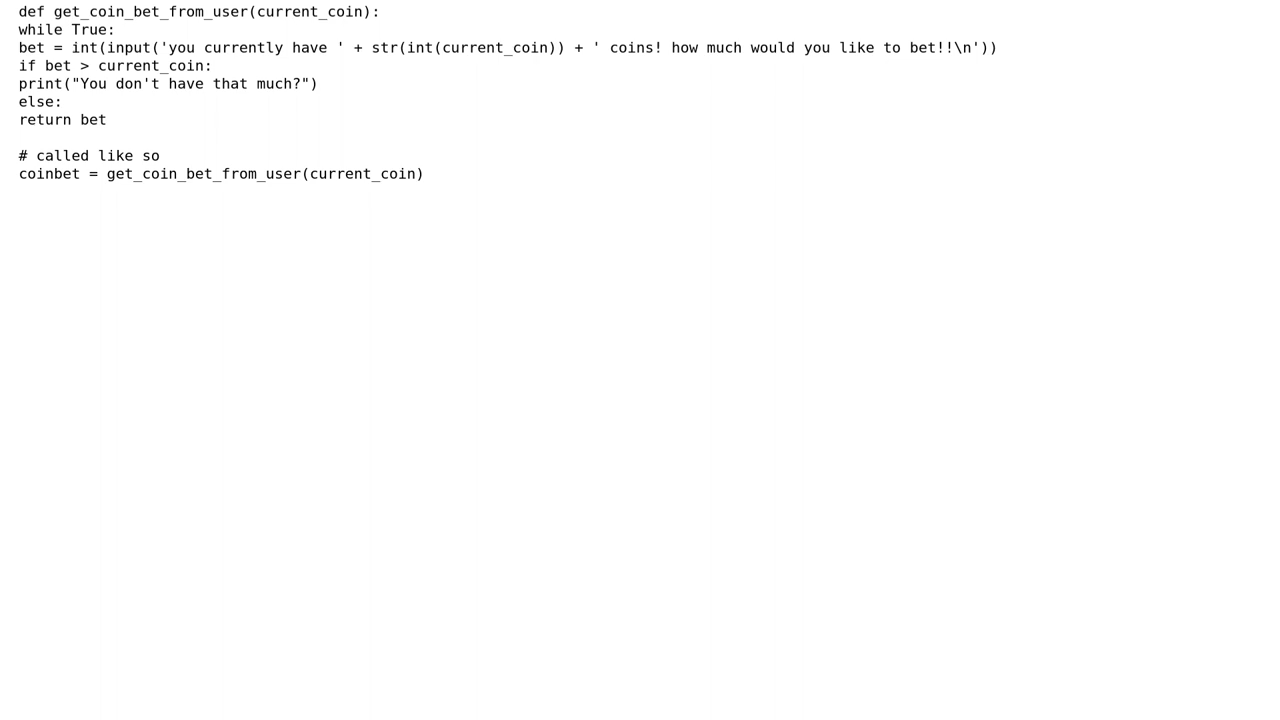 def get_coin_bet_from_user(current_coin):
while True:
bet = int(input('you currently have ' + str(int(current_coin)) + ' coins! how much would you like to bet!!\n'))
if bet > current_coin:
print("You don't have that much?")
else:
return bet

# called like so
coinbet = get_coin_bet_from_user(current_coin)